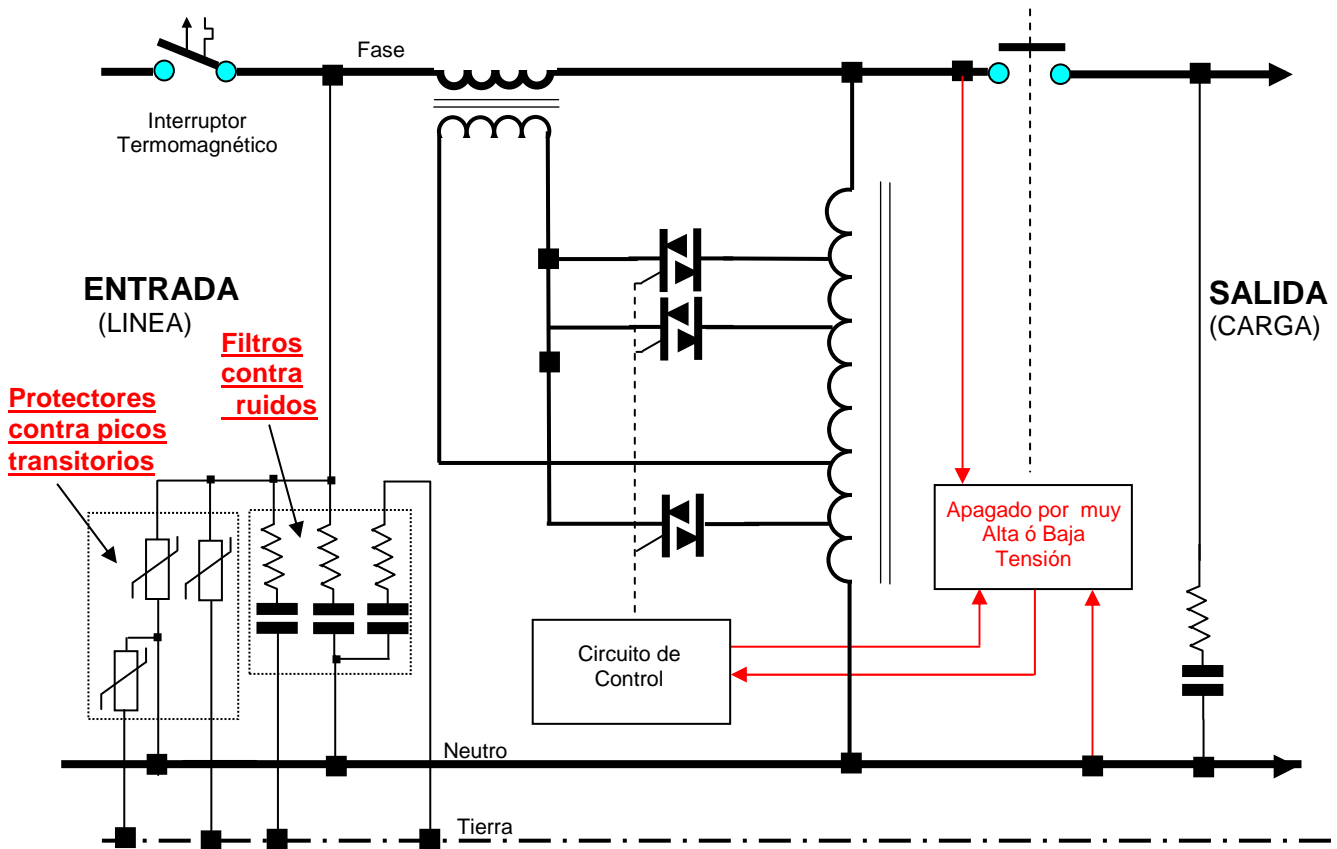 Fase
Interruptor
Termomagnético
ENTRADA
(LINEA)
SALIDA
(CARGA)
Filtros
contra
ruidos
Protectores
contra picos
transitorios
Apagado por muy
Alta ó Baja
Tensión
Circuito de
Control
Neutro
Tierra